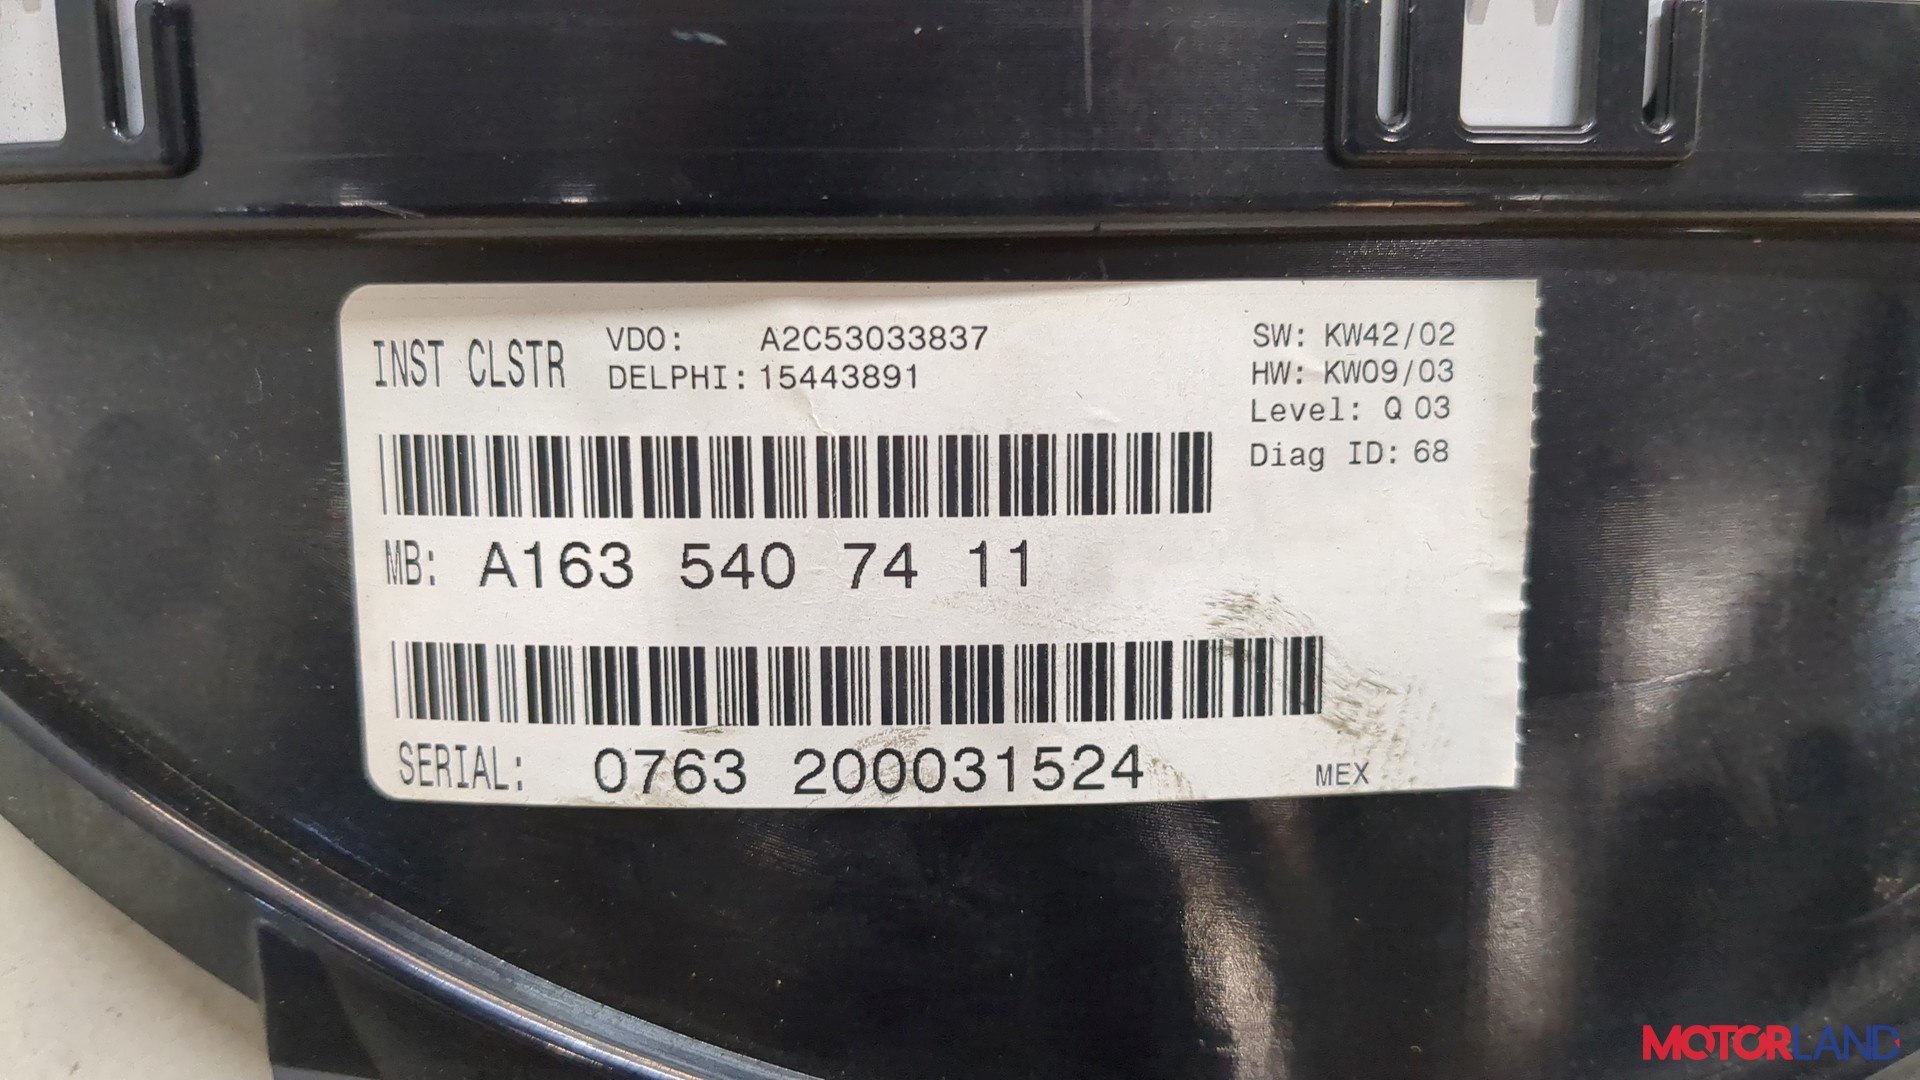 INST CLSTR VDO: A2C53033837
DELPHI: 15443891
SW: KW42/02
HW: KW09/03
Level: Q 03
Diag ID: 68
MB: A163 540 74 11
SERIAL: 0763 200031524 MEX
MOTORLAND